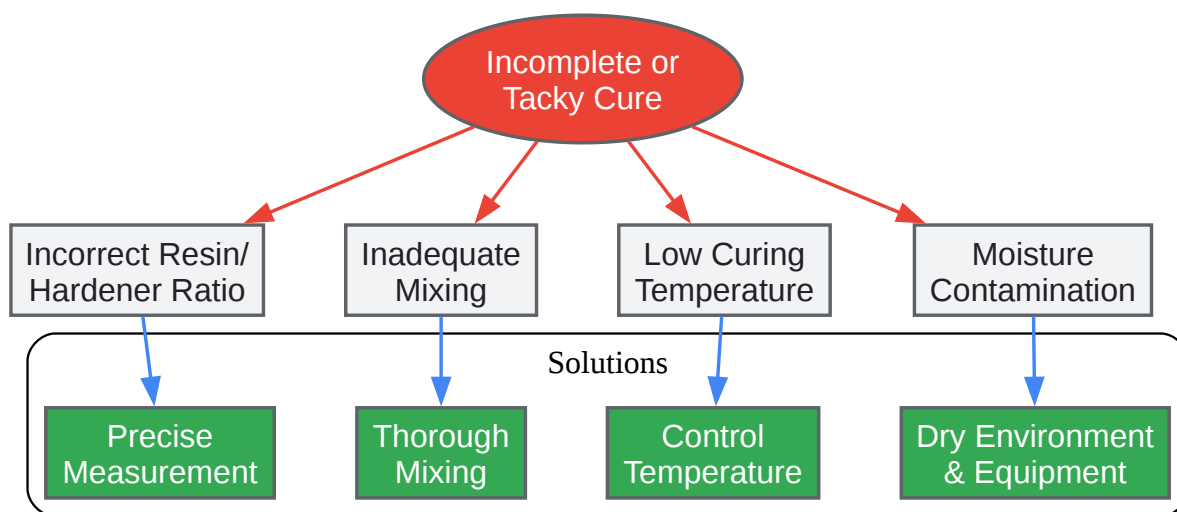 Incomplete or
Tacky Cure
Incorrect Resin/
Hardener Ratio
Inadequate
Mixing
Low Curing
Temperature
Moisture
Contamination
Solutions
Precise
Measurement
Thorough
Mixing
Control
Temperature
Dry Environment
& Equipment